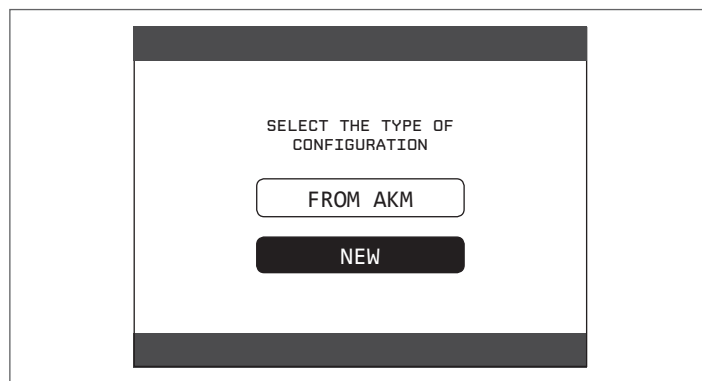 SELECT THE TYPE OF
CONFIGURATION
FROM AKM
NEW